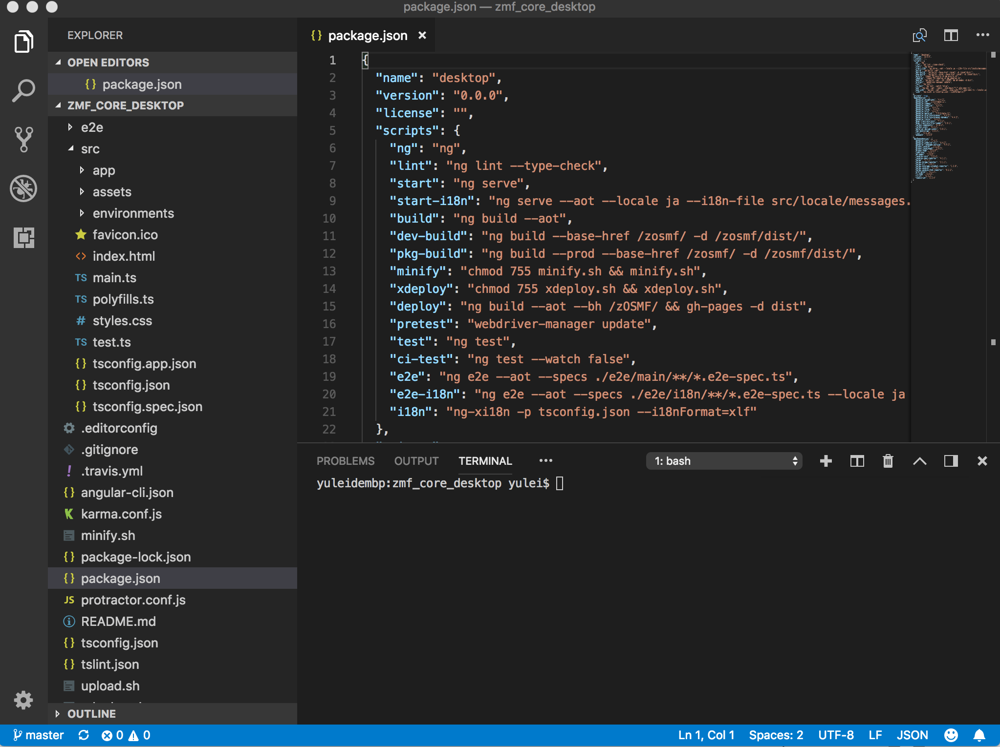 package.json — zmf_core_desktop
EXPLORER
OPEN EDITORS
{} package.json
ZMF_CORE_DESKTOP
e2e
src
app
assets
environments
favicon.ico
<> index.html
TS main.ts
TS polyfills.ts
# styles.css
TS test.ts
{} tsconfig.app.json
{} tsconfig.json
{} tsconfig.spec.json
.editorconfig
.gitignore
! .travis.yml
{} angular-cli.json
karma.conf.js
minify.sh
{} package-lock.json
{} package.json
JS protractor.conf.js
README.md
{} tsconfig.json
{} tslint.json
upload.sh
OUTLINE
{} package.json ×
1 {
2 "name": "desktop",
3 "version": "0.0.0",
4 "license": "",
5 "scripts": {
6 "ng": "ng",
7 "lint": "ng lint --type-check",
8 "start": "ng serve",
9 "start-i18n": "ng serve --aot --locale ja --i18n-file src/locale/messages.
10 "build": "ng build --aot",
11 "dev-build": "ng build --base-href /zosmf/ -d /zosmf/dist/",
12 "pkg-build": "ng build --prod --base-href /zosmf/ -d /zosmf/dist/",
13 "minify": "chmod 755 minify.sh && minify.sh",
14 "xdeploy": "chmod 755 xdeploy.sh && xdeploy.sh",
15 "deploy": "ng build --aot --bh /zOSMF/ && gh-pages -d dist",
16 "pretest": "webdriver-manager update",
17 "test": "ng test",
18 "ci-test": "ng test --watch false",
19 "e2e": "ng e2e --aot --specs ./e2e/main/**/*.e2e-spec.ts",
20 "e2e-i18n": "ng e2e --aot --specs ./e2e/i18n/**/*.e2e-spec.ts --locale ja
21 "i18n": "ng-xi18n -p tsconfig.json --i18nFormat=xlf"
22 },
PROBLEMS OUTPUT TERMINAL ••• 1: bash
yuleidembp:zmf_core_desktop yulei$
master 0 0 Ln 1, Col 1 Spaces: 2 UTF-8 LF JSON